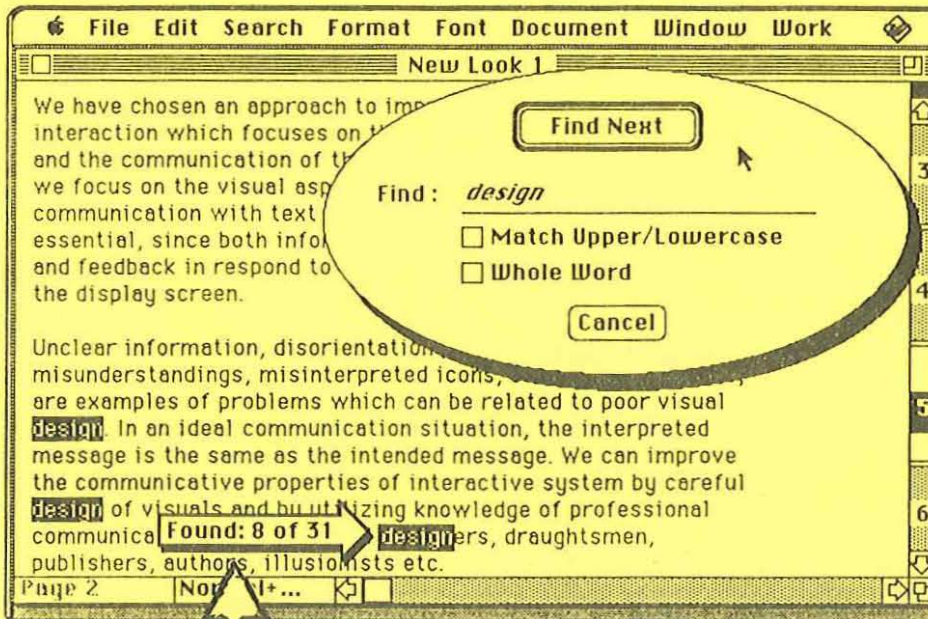 File Edit Search Format Font Document Window Work
New Look 1
We have chosen an approach to
interaction which focuses on
and the communication of
we focus on the visual
communication with text
essential, since both
and feedback in respond to
the display screen.
Unclear information,
misunderstandings, misinterpreted icons,
are examples of problems which can be related to poor visual
design. In an ideal communication situation, the interpreted
message is the same as the intended message. We can improve
the communicative properties of interactive system by careful
design of visuals and by utilizing knowledge of professional
designers, draughtsmen,
publishers, authors, illusionists etc.
Find Next
Find: design
Match Upper/Lowercase
Whole Word
Cancel
Found: 8 of 31
3
4
5
6
Page 2